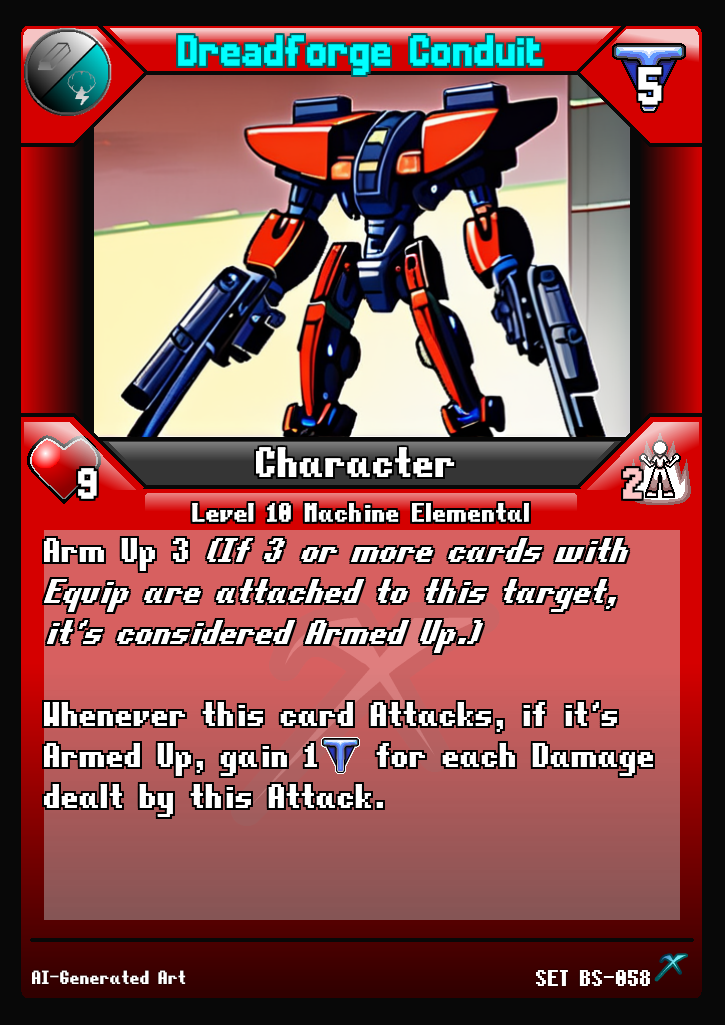 Dreadforge Conduit
5
9
Character
2
Level 10 Machine Elemental
Arm Up 3 (If 3 or more cards with
Equip are attached to this target,
it's considered Armed Up.)
Whenever this card Attacks, if it's
Armed Up, gain 1 for each Damage
dealt by this Attack.
AI-Generated Art
SET BS-058